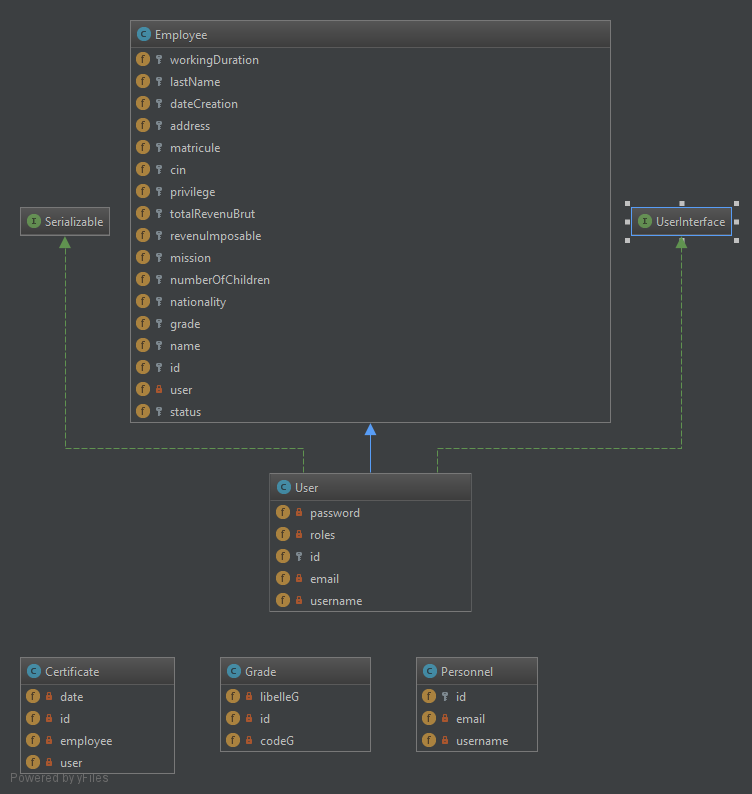 Employee
workingDuration
lastName
dateCreation
address
matricule
cin
privilege
totalRevenuBrut
revenuImposable
mission
numberOfChildren
nationality
grade
name
id
user
status
Serializable
UserInterface
User
password
roles
id
email
username
Certificate
date
id
employee
user
Grade
libelleG
id
codeG
Personnel
id
email
username
Powered by yFiles